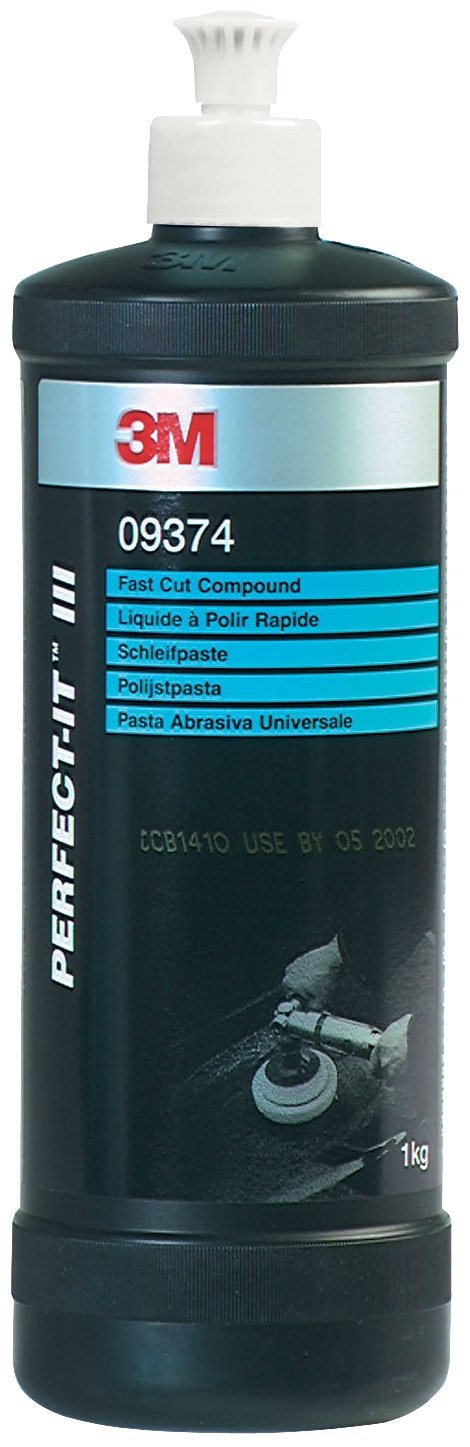 3M
3M
09374
Fast Cut Compound
Liquide à Polir Rapide
Schleifpaste
Polijstpasta
Pasta Abrasiva Universale
PERFECT-IT™ III
USE BY 05 2002
1kg